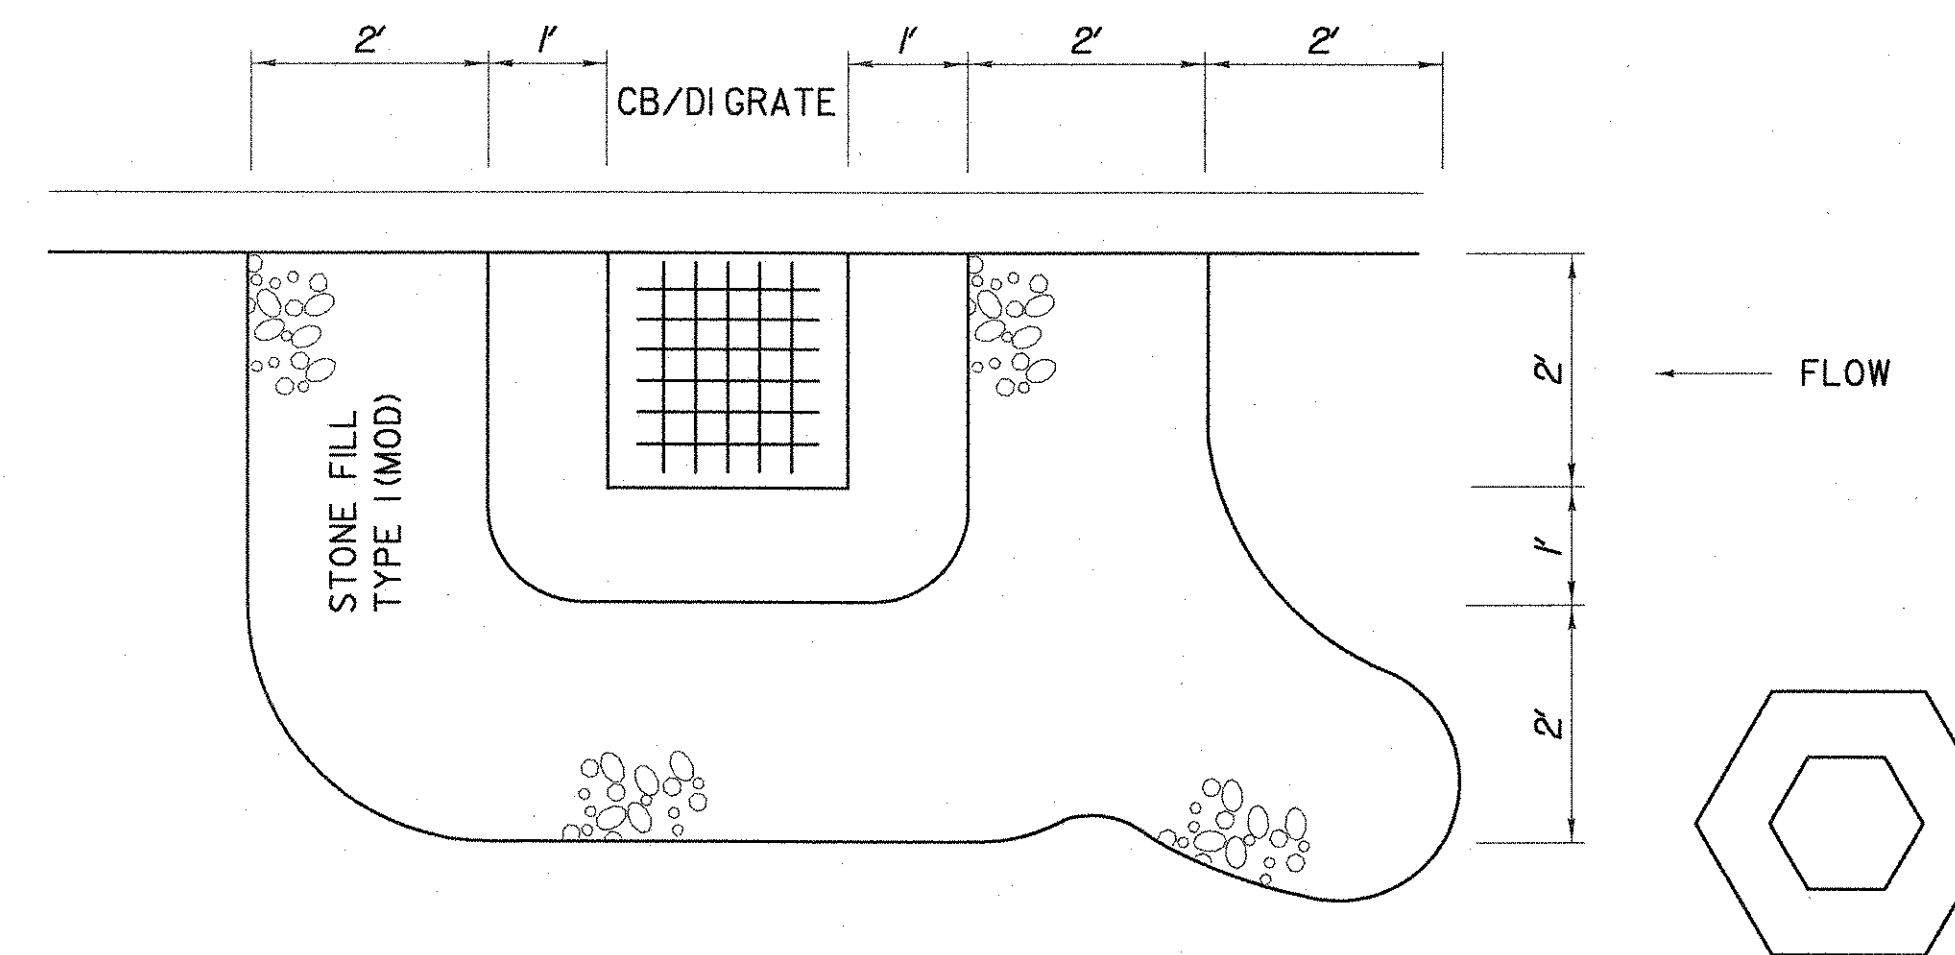 2' 1' 1' 2' 2'
CB/DI GRATE
STONE FILL
TYPE I (MOD)
2'
1'
2'
FLOW